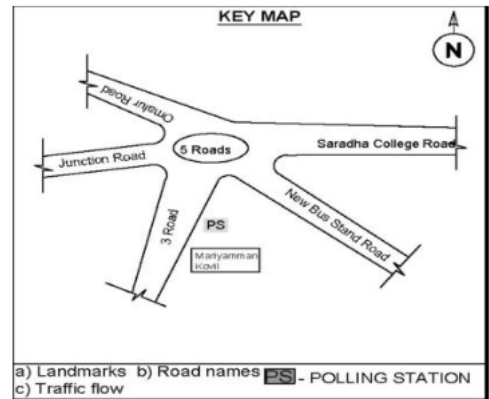 KEY MAP
N
Omalur Road
5 Roads
Saradha College Road
Junction Road
New Bus Stand Road
3 Road
PS
Mariyamman
Kovil
a) Landmarks b) Road names PS - POLLING STATION
c) Traffic flow